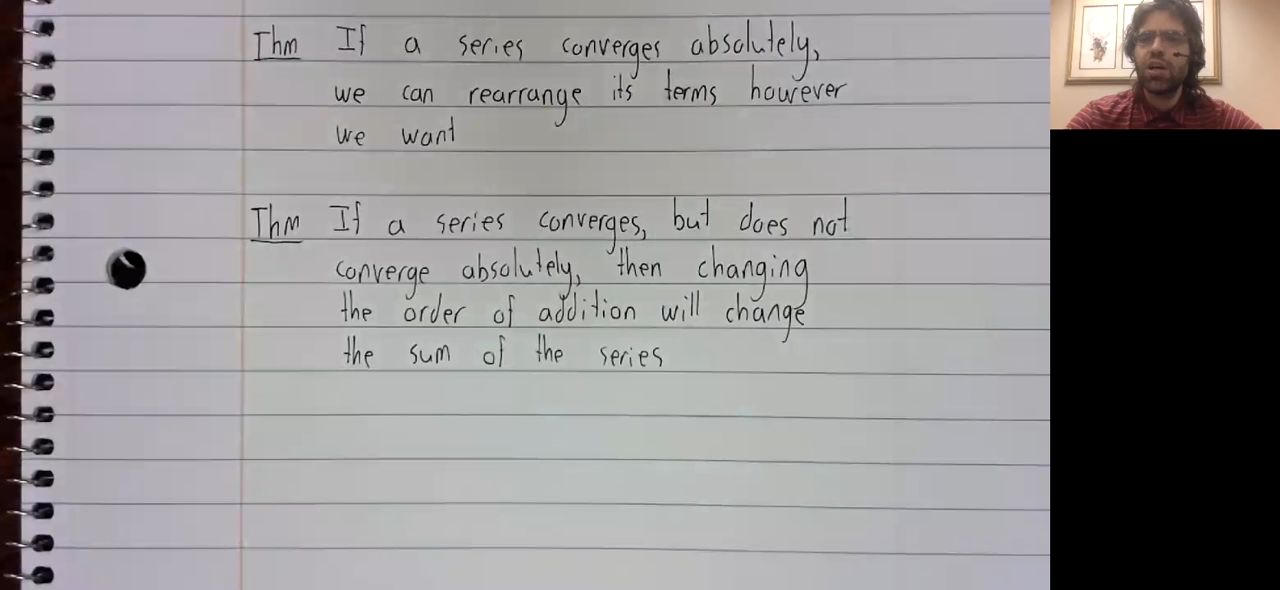 Thm If a series converges absolutely,
we can rearrange its terms however
we want
Thm If a series converges, but does not
converge absolutely, then changing
the order of addition will change
the sum of the series